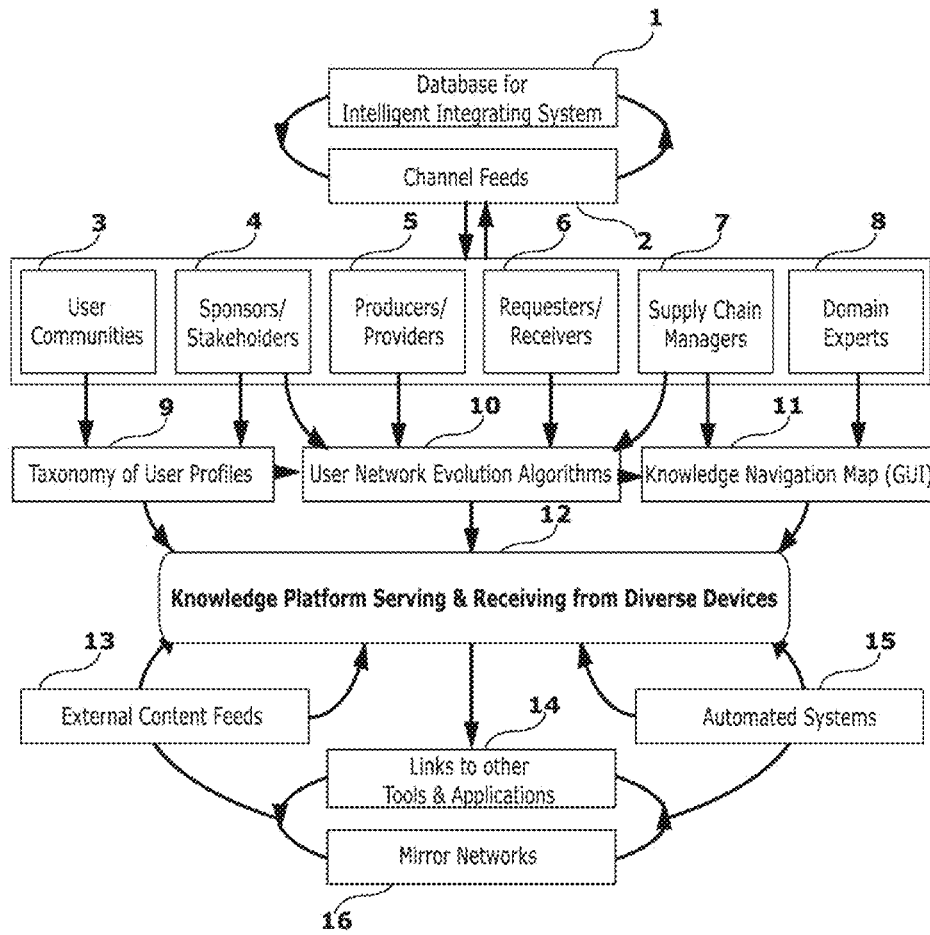 1
Database for
Intelligent Integrating System
Channel Feeds
2
3
4
5
6
7
8
User
Communities
Sponsors/
Stakeholders
Producers/
Providers
Requesters/
Receivers
Supply Chain
Managers
Domain
Experts
9
10
11
Taxonomy of User Profiles
User Network Evolution Algorithms
Knowledge Navigation Map (GUI)
12
Knowledge Platform Serving & Receiving from Diverse Devices
13
15
External Content Feeds
Automated Systems
14
Links to other
Tools & Applications
Mirror Networks
16